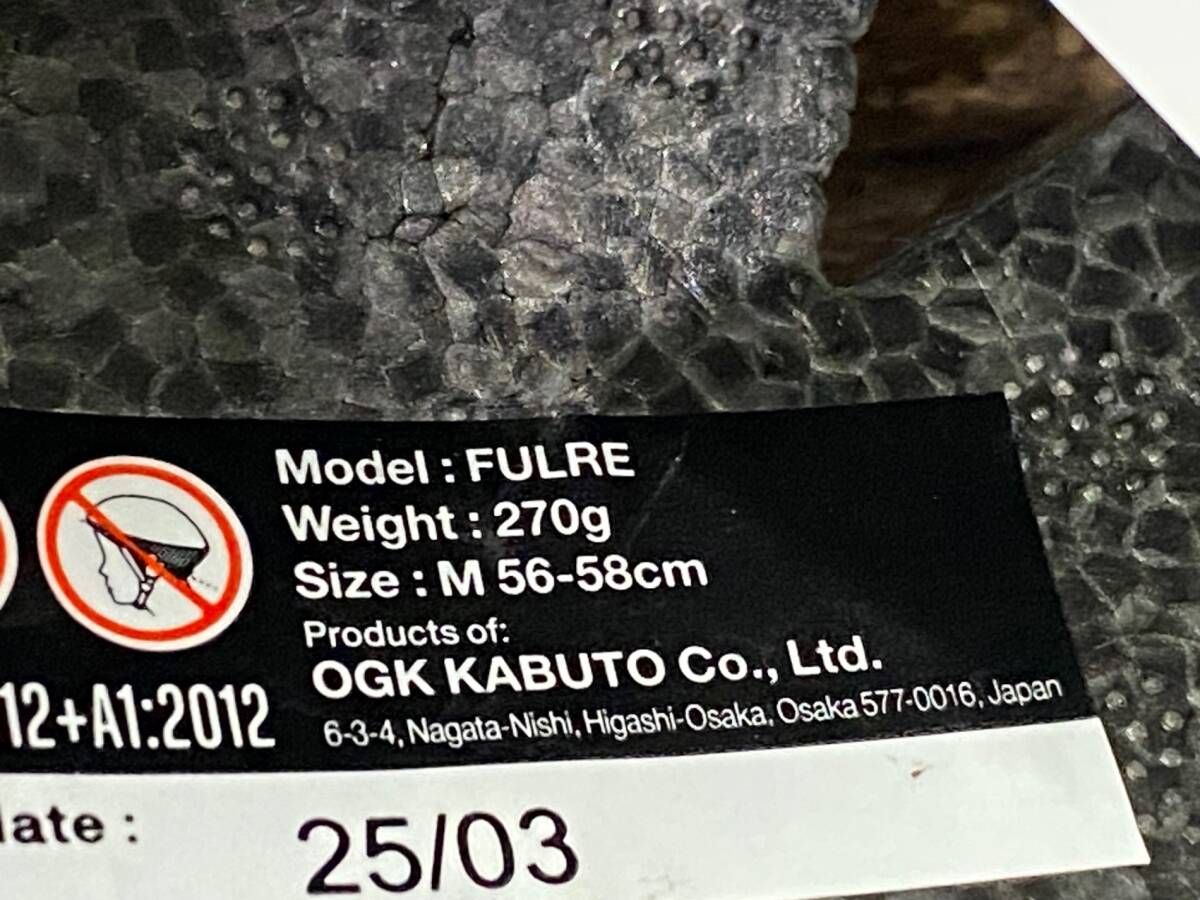 Model : FULRE
Weight : 270g
Size : M 56-58cm
Products of:
OGK KABUTO Co., Ltd.
6-3-4, Nagata-Nishi, Higashi-Osaka, Osaka 577-0016, Japan
12+A1:2012
ate :
25/03